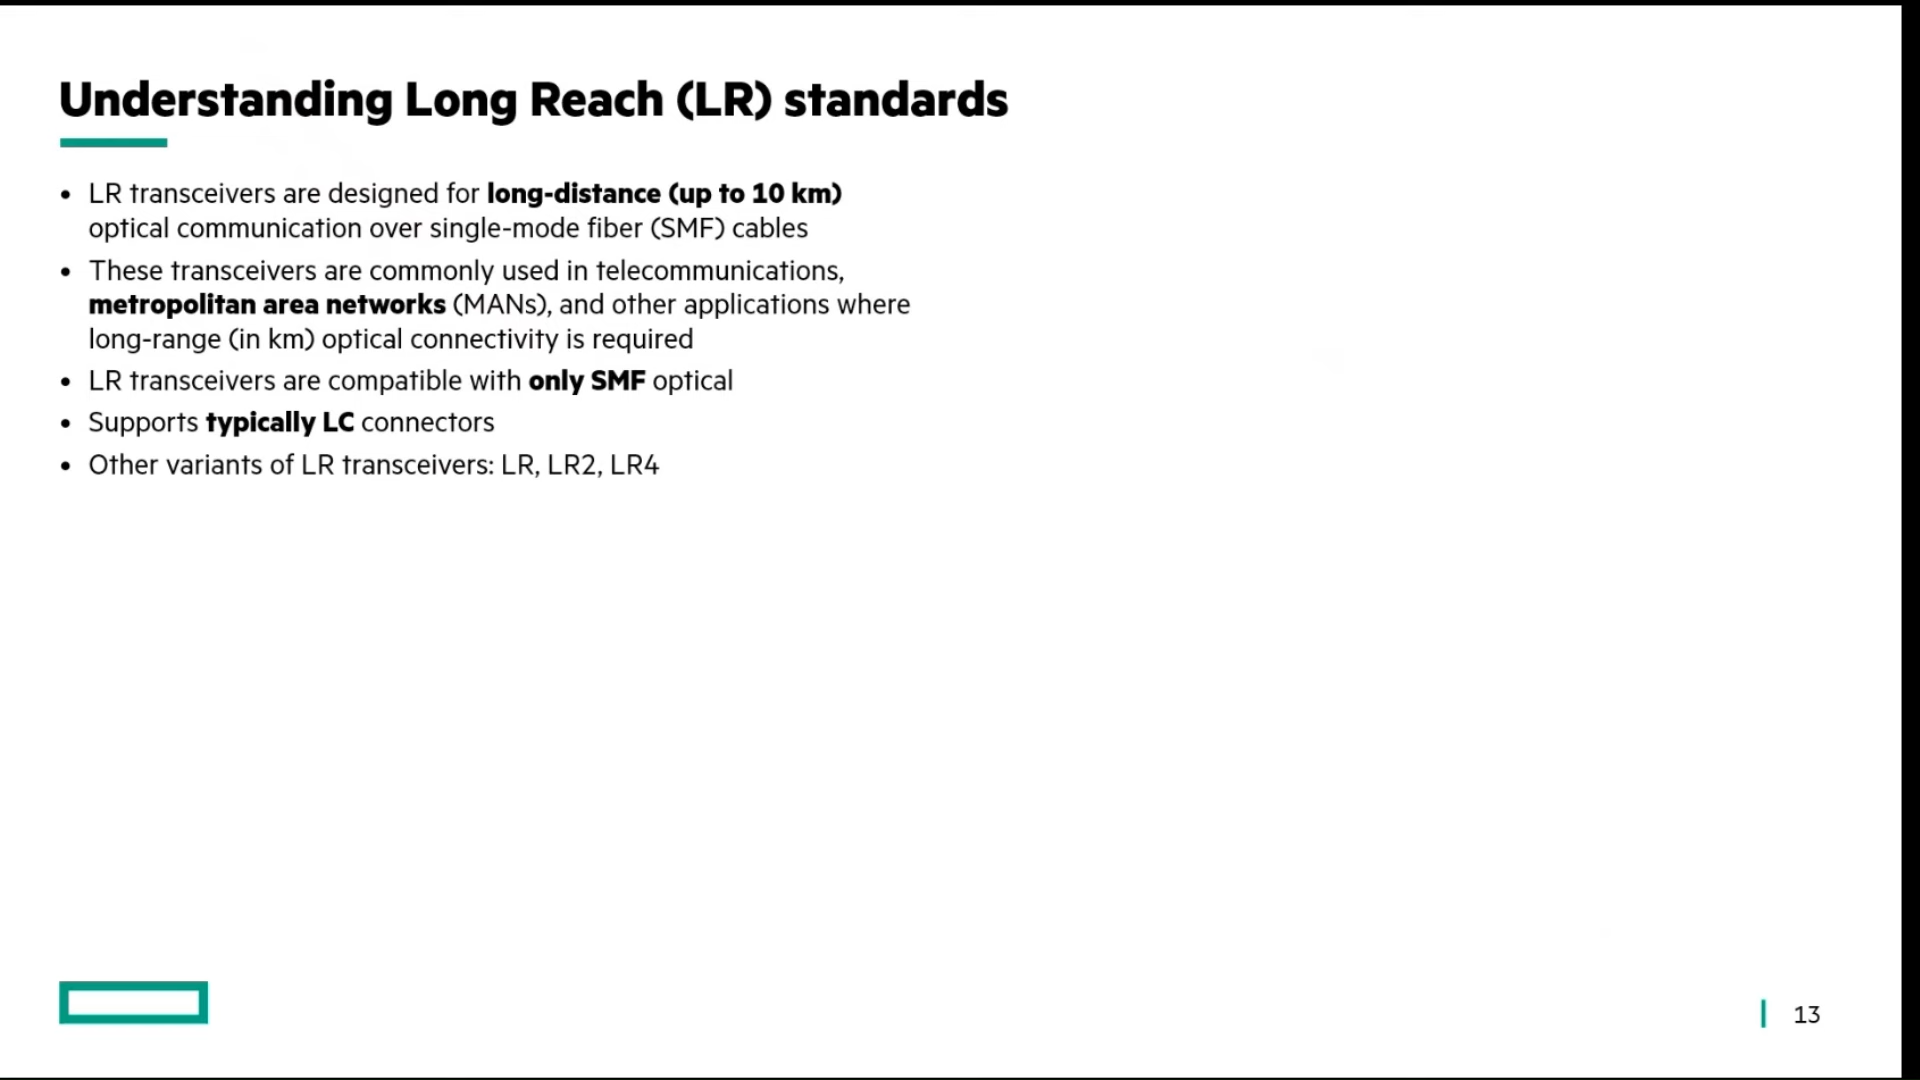 Understanding Long Reach (LR) standards
• LR transceivers are designed for long-distance (up to 10 km)
optical communication over single-mode fiber (SMF) cables
• These transceivers are commonly used in telecommunications,
metropolitan area networks (MANs), and other applications where
long-range (in km) optical connectivity is required
• LR transceivers are compatible with only SMF optical
• Supports typically LC connectors
• Other variants of LR transceivers: LR, LR2, LR4
13